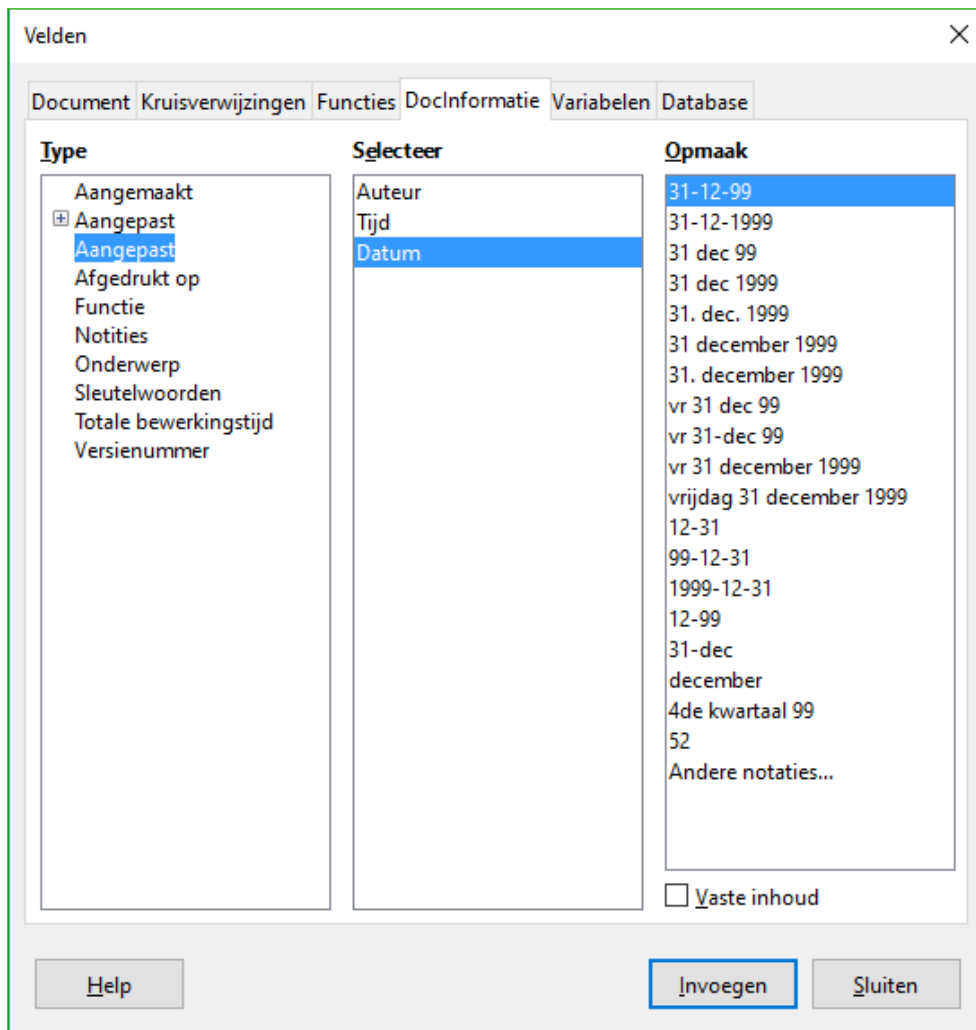 Velden
Document Kruisverwijzingen Functies DocInformatie Variabelen Database
Type
Aangemaakt
Aangepast
Aangepast
Afgedrukt op
Functie
Notities
Onderwerp
Sleutelwoorden
Totale bewerkingstijd
Versienummer
Selecteer
Auteur
Tijd
Datum
Opmaak
31-12-99
31-12-1999
31 dec 99
31 dec 1999
31. dec. 1999
31 december 1999
31. december 1999
vr 31 dec 99
vr 31-dec 99
vr 31 december 1999
vrijdag 31 december 1999
12-31
99-12-31
1999-12-31
12-99
31-dec
december
4de kwartaal 99
52
Andere notaties...
Vaste inhoud
Help
Invoegen
Sluiten